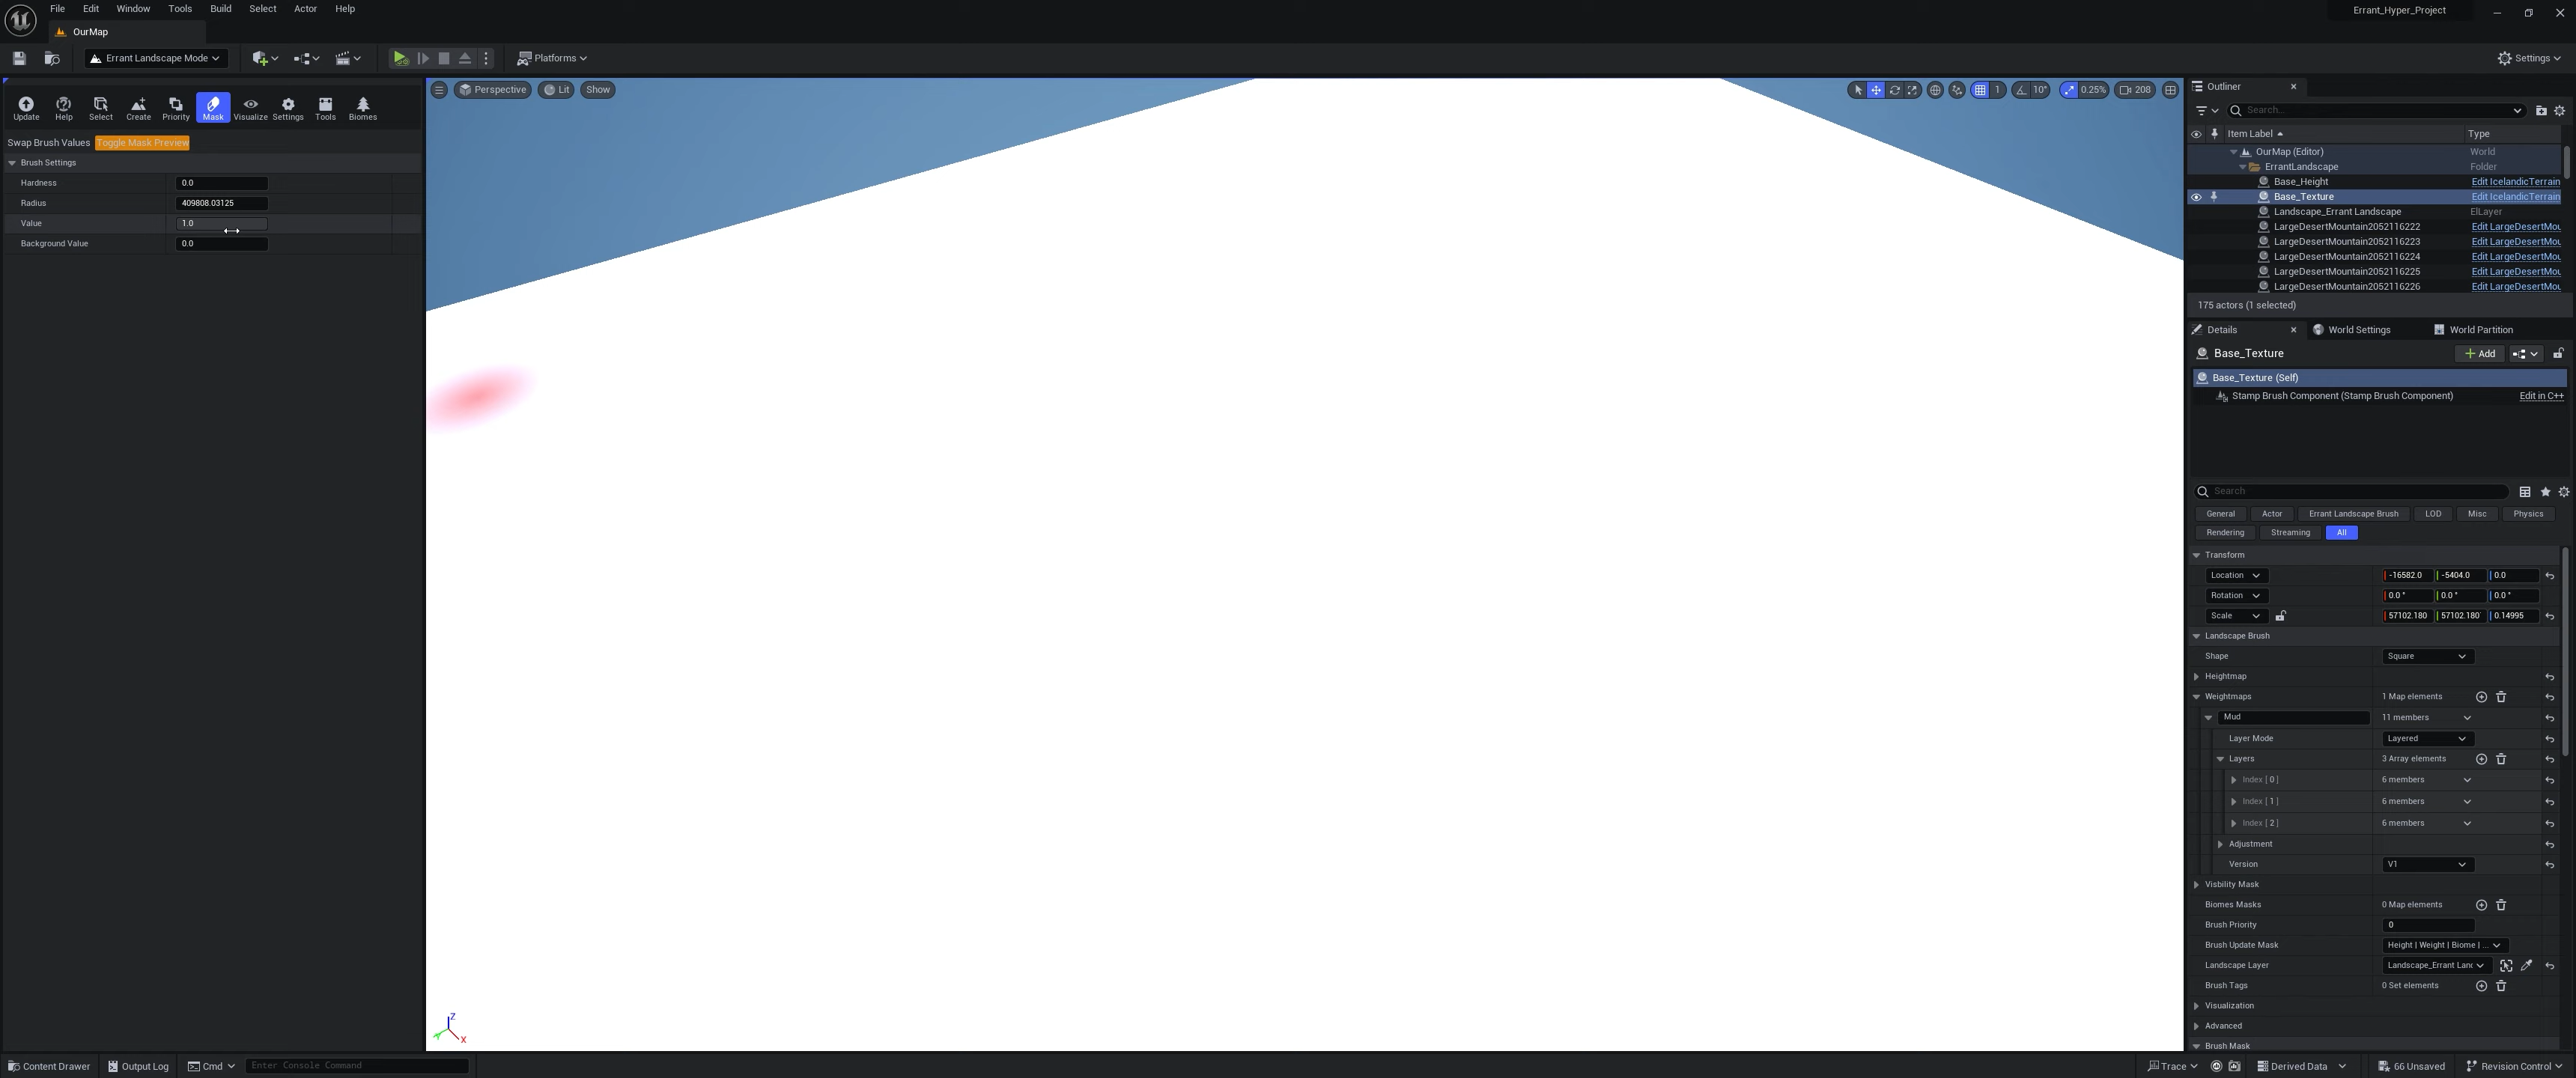 File Edit Window Tools Build Select Actor Help
Errant_Hyper_Project
OurMap
Errant Landscape Mode
Platforms
Settings
Update Help Select Create Priority Mask Visualize Settings Tools Biomes
Swap Brush Values Toggle Mask Preview
Brush Settings
Hardness 0.0
Radius 409808.03125
Value 1.0
Background Value 0.0
Perspective Lit Show
1 10° 0.25% 208
Z
X
Outliner
Search...
Item Label Type
OurMap (Editor) World
ErrantLandscape Folder
Base_Height Edit IcelandicTerrain
Base_Texture Edit IcelandicTerrain
Landscape_Errant Landscape ElLayer
LargeDesertMountain2052116222 Edit LargeDesertMou
LargeDesertMountain2052116223 Edit LargeDesertMou
LargeDesertMountain2052116224 Edit LargeDesertMou
LargeDesertMountain2052116225 Edit LargeDesertMou
LargeDesertMountain2052116226 Edit LargeDesertMou
175 actors (1 selected)
Details World Settings World Partition
Base_Texture Add
Base_Texture (Self)
Stamp Brush Component (Stamp Brush Component) Edit in C++
Search
General Actor Errant Landscape Brush LOD Misc Physics
Rendering Streaming All
Transform
Location -16582.0 -5404.0 0.0
Rotation 0.0 ° 0.0 ° 0.0 °
Scale 57102.180 57102.180 0.14995
Landscape Brush
Shape Square
Heightmap
Weightmaps 1 Map elements
Mud 11 members
Layer Mode Layered
Layers 3 Array elements
Index [ 0 ] 6 members
Index [ 1 ] 6 members
Index [ 2 ] 6 members
Adjustment
Version V1
Visbility Mask
Biomes Masks 0 Map elements
Brush Priority 0
Brush Update Mask Height | Weight | Biome | ...
Landscape Layer Landscape_Errant Lan
Brush Tags 0 Set elements
Visualization
Advanced
Brush Mask
Content Drawer Output Log Cmd Enter Console Command
Trace Derived Data 66 Unsaved Revision Control